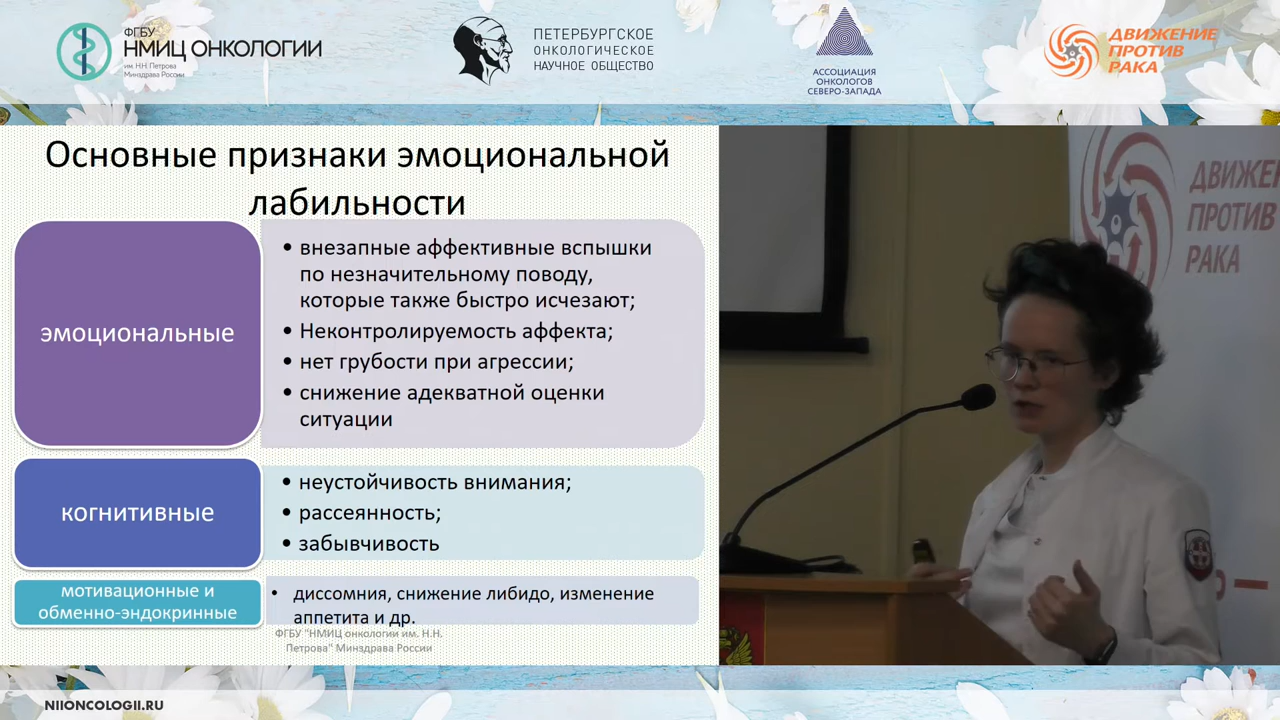 ФГБУ
НМИЦ ОНКОЛОГИИ
им. Н.Н. Петрова
Минздрава России
ПЕТЕРБУРГСКОЕ
ОНКОЛОГИЧЕСКОЕ
НАУЧНОЕ ОБЩЕСТВО
АССОЦИАЦИЯ
ОНКОЛОГОВ
СЕВЕРО-ЗАПАДА
ДВИЖЕНИЕ
ПРОТИВ
РАКА
Основные признаки эмоциональной
лабильности
эмоциональные
• внезапные аффективные вспышки
по незначительному поводу,
которые также быстро исчезают;
• Неконтролируемость аффекта;
• нет грубости при агрессии;
• снижение адекватной оценки
ситуации
когнитивные
• неустойчивость внимания;
• рассеянность;
• забывчивость
мотивационные и
обменно-эндокринные
• диссомния, снижение либидо, изменение
аппетита и др.
ФГБУ "НМИЦ онкологии им. Н.Н.
Петрова" Минздрава России
ДВИЖЕН
ПРОТИВ
РАКА
NIIONCOLOGII.RU